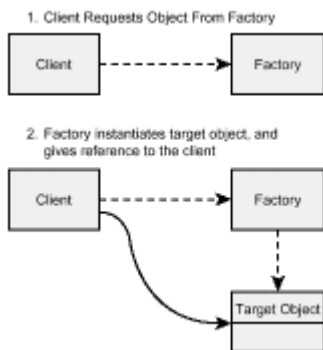 1. Client Requests Object From Factory
Client
Factory
2. Factory instantiates target object, and
gives reference to the client
Client
Factory
Target Object